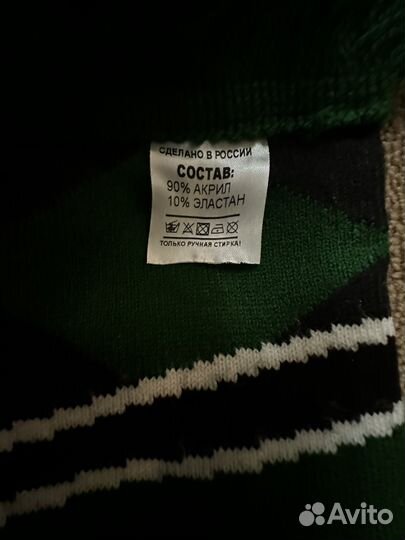 СДЕЛАНО В РОССИИ
СОСТАВ:
90% АКРИЛ
10% ЭЛАСТАН
ТОЛЬКО РУЧНАЯ СТИРКА!
Avito